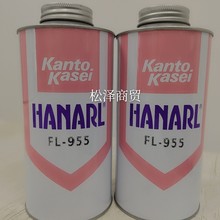 Kanto Kasei
HANARL
FL-955
Kanto Kasei
HANARL
FL-955
松泽商贸